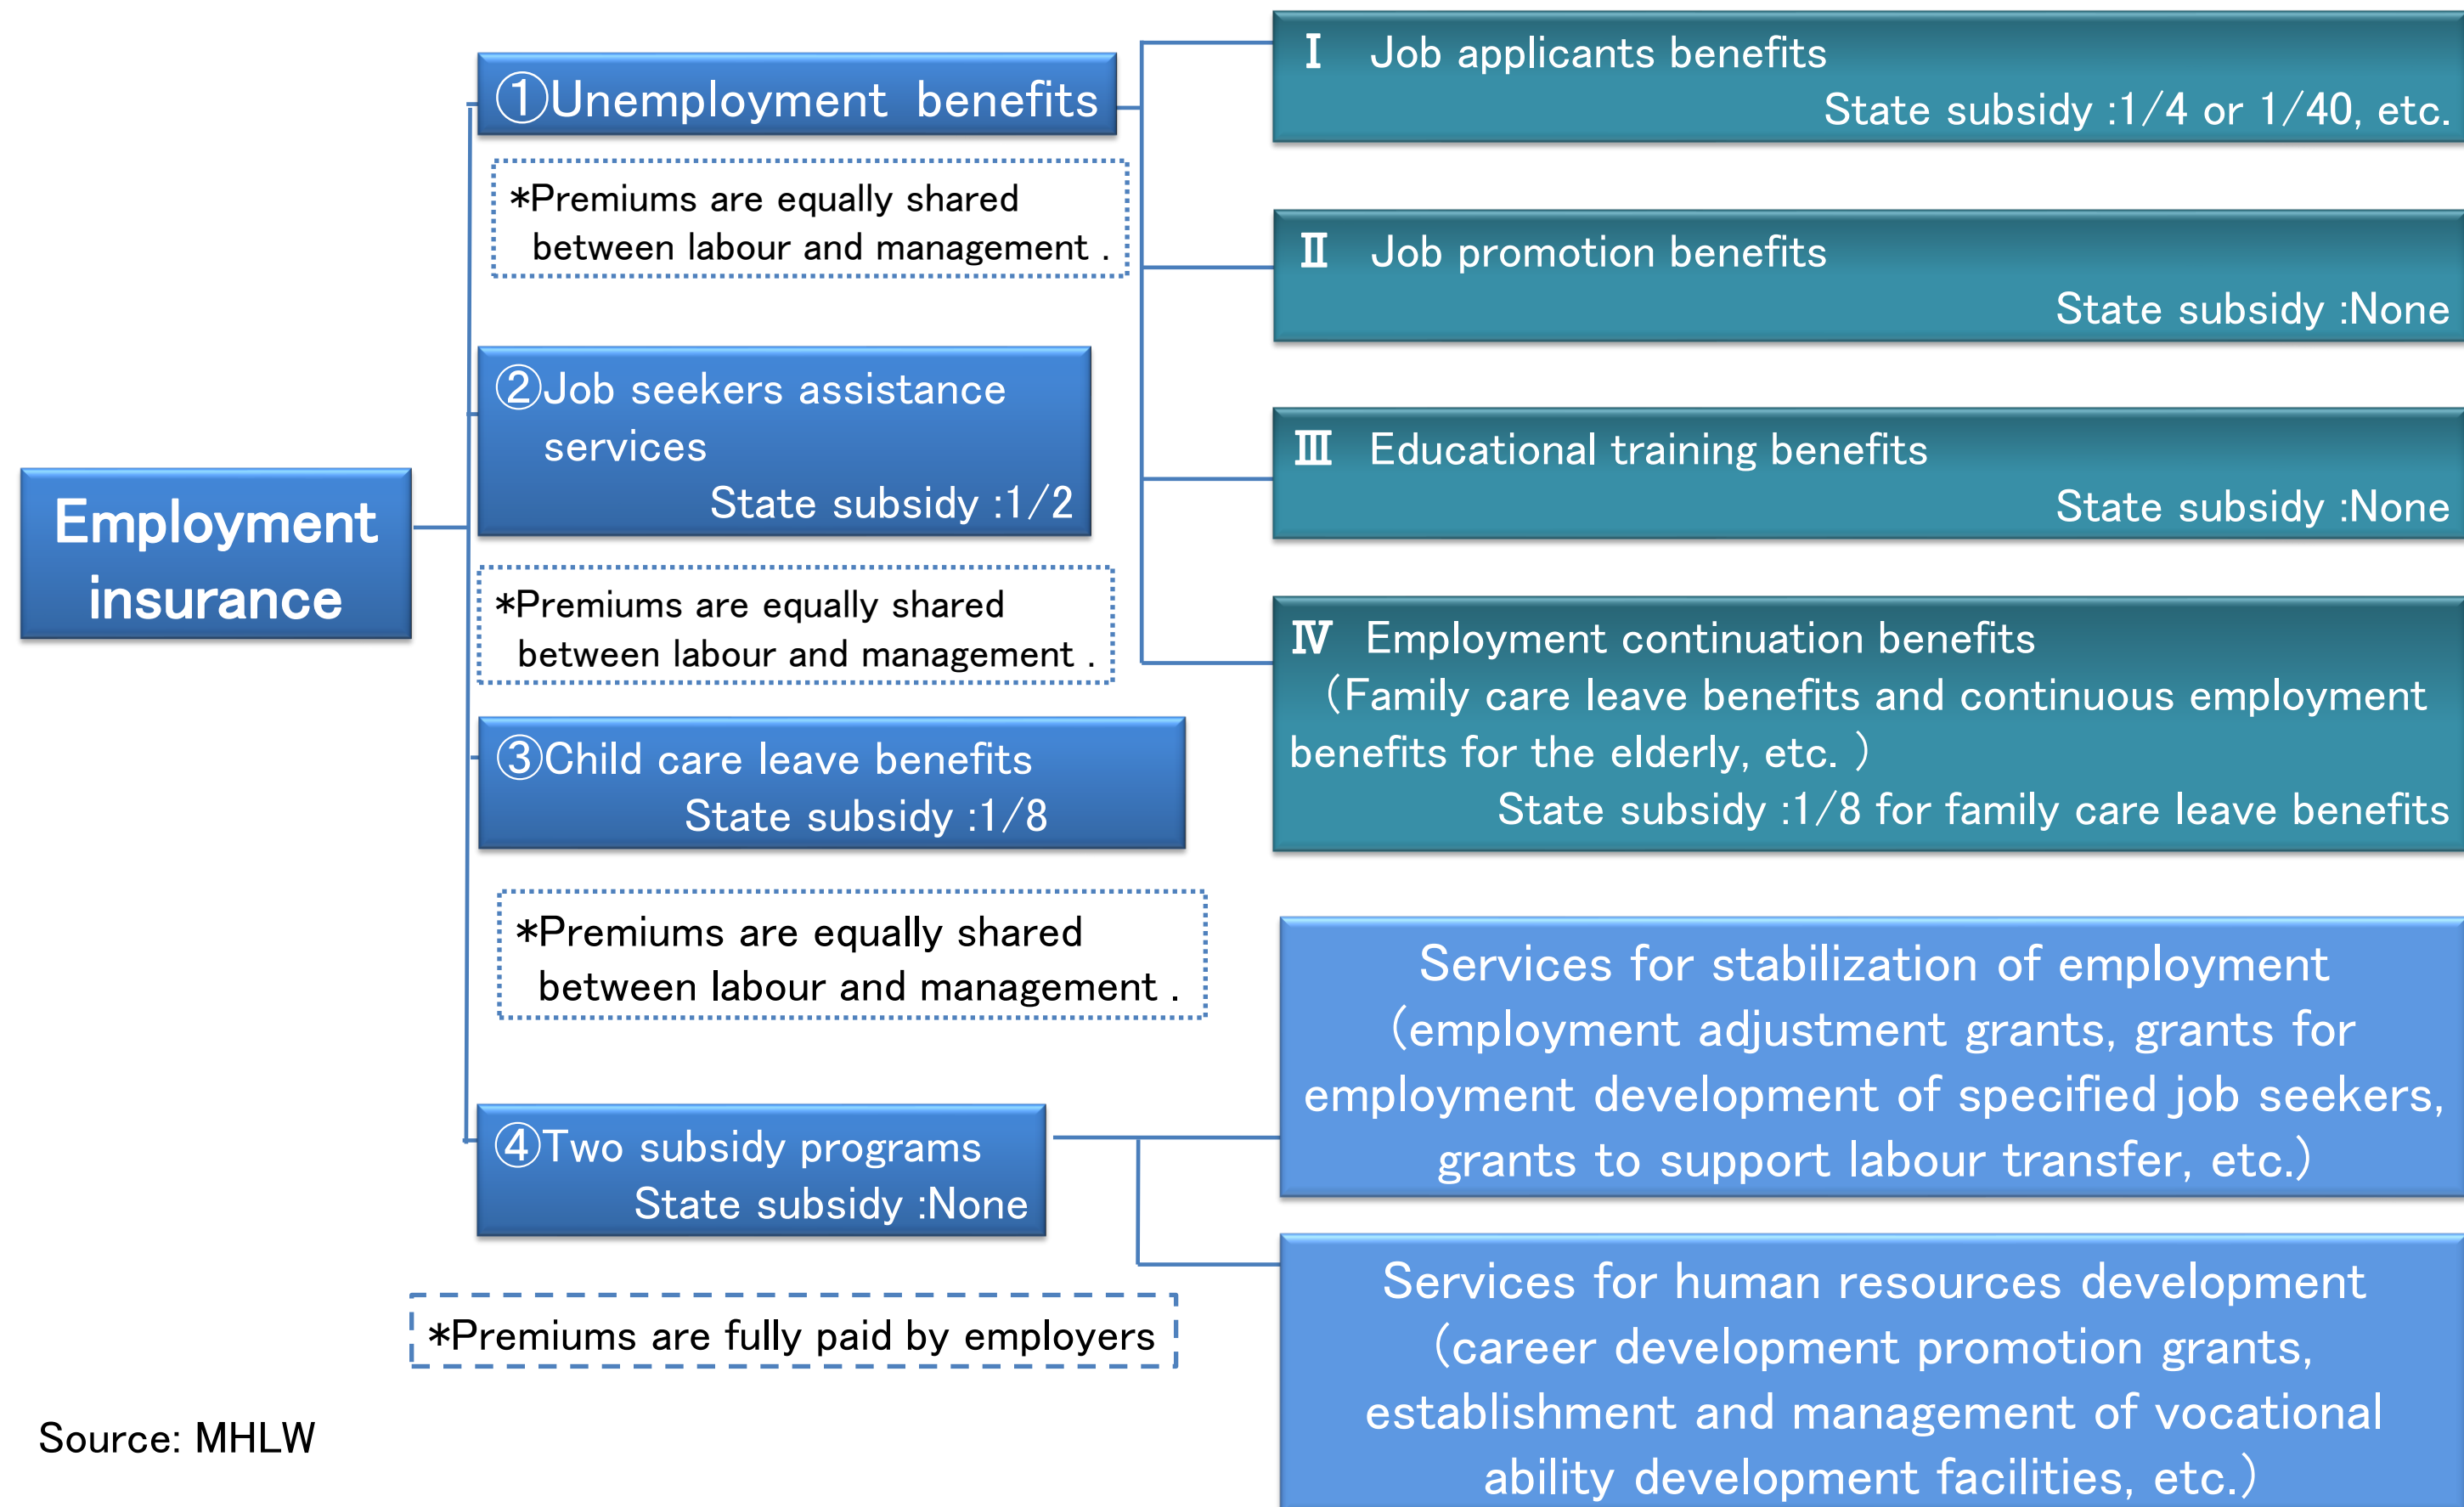 Employment
insurance
①Unemployment benefits
*Premiums are equally shared
between labour and management .
②Job seekers assistance
services
State subsidy :1/2
*Premiums are equally shared
between labour and management .
③Child care leave benefits
State subsidy :1/8
*Premiums are equally shared
between labour and management .
④Two subsidy programs
State subsidy :None
*Premiums are fully paid by employers
Ⅰ Job applicants benefits
State subsidy :1/4 or 1/40, etc.
Ⅱ Job promotion benefits
State subsidy :None
Ⅲ Educational training benefits
State subsidy :None
Ⅳ Employment continuation benefits
(Family care leave benefits and continuous employment
benefits for the elderly, etc. )
State subsidy :1/8 for family care leave benefits
Services for stabilization of employment
(employment adjustment grants, grants for
employment development of specified job seekers,
grants to support labour transfer, etc.)
Services for human resources development
(career development promotion grants,
establishment and management of vocational
ability development facilities, etc.)
Source: MHLW